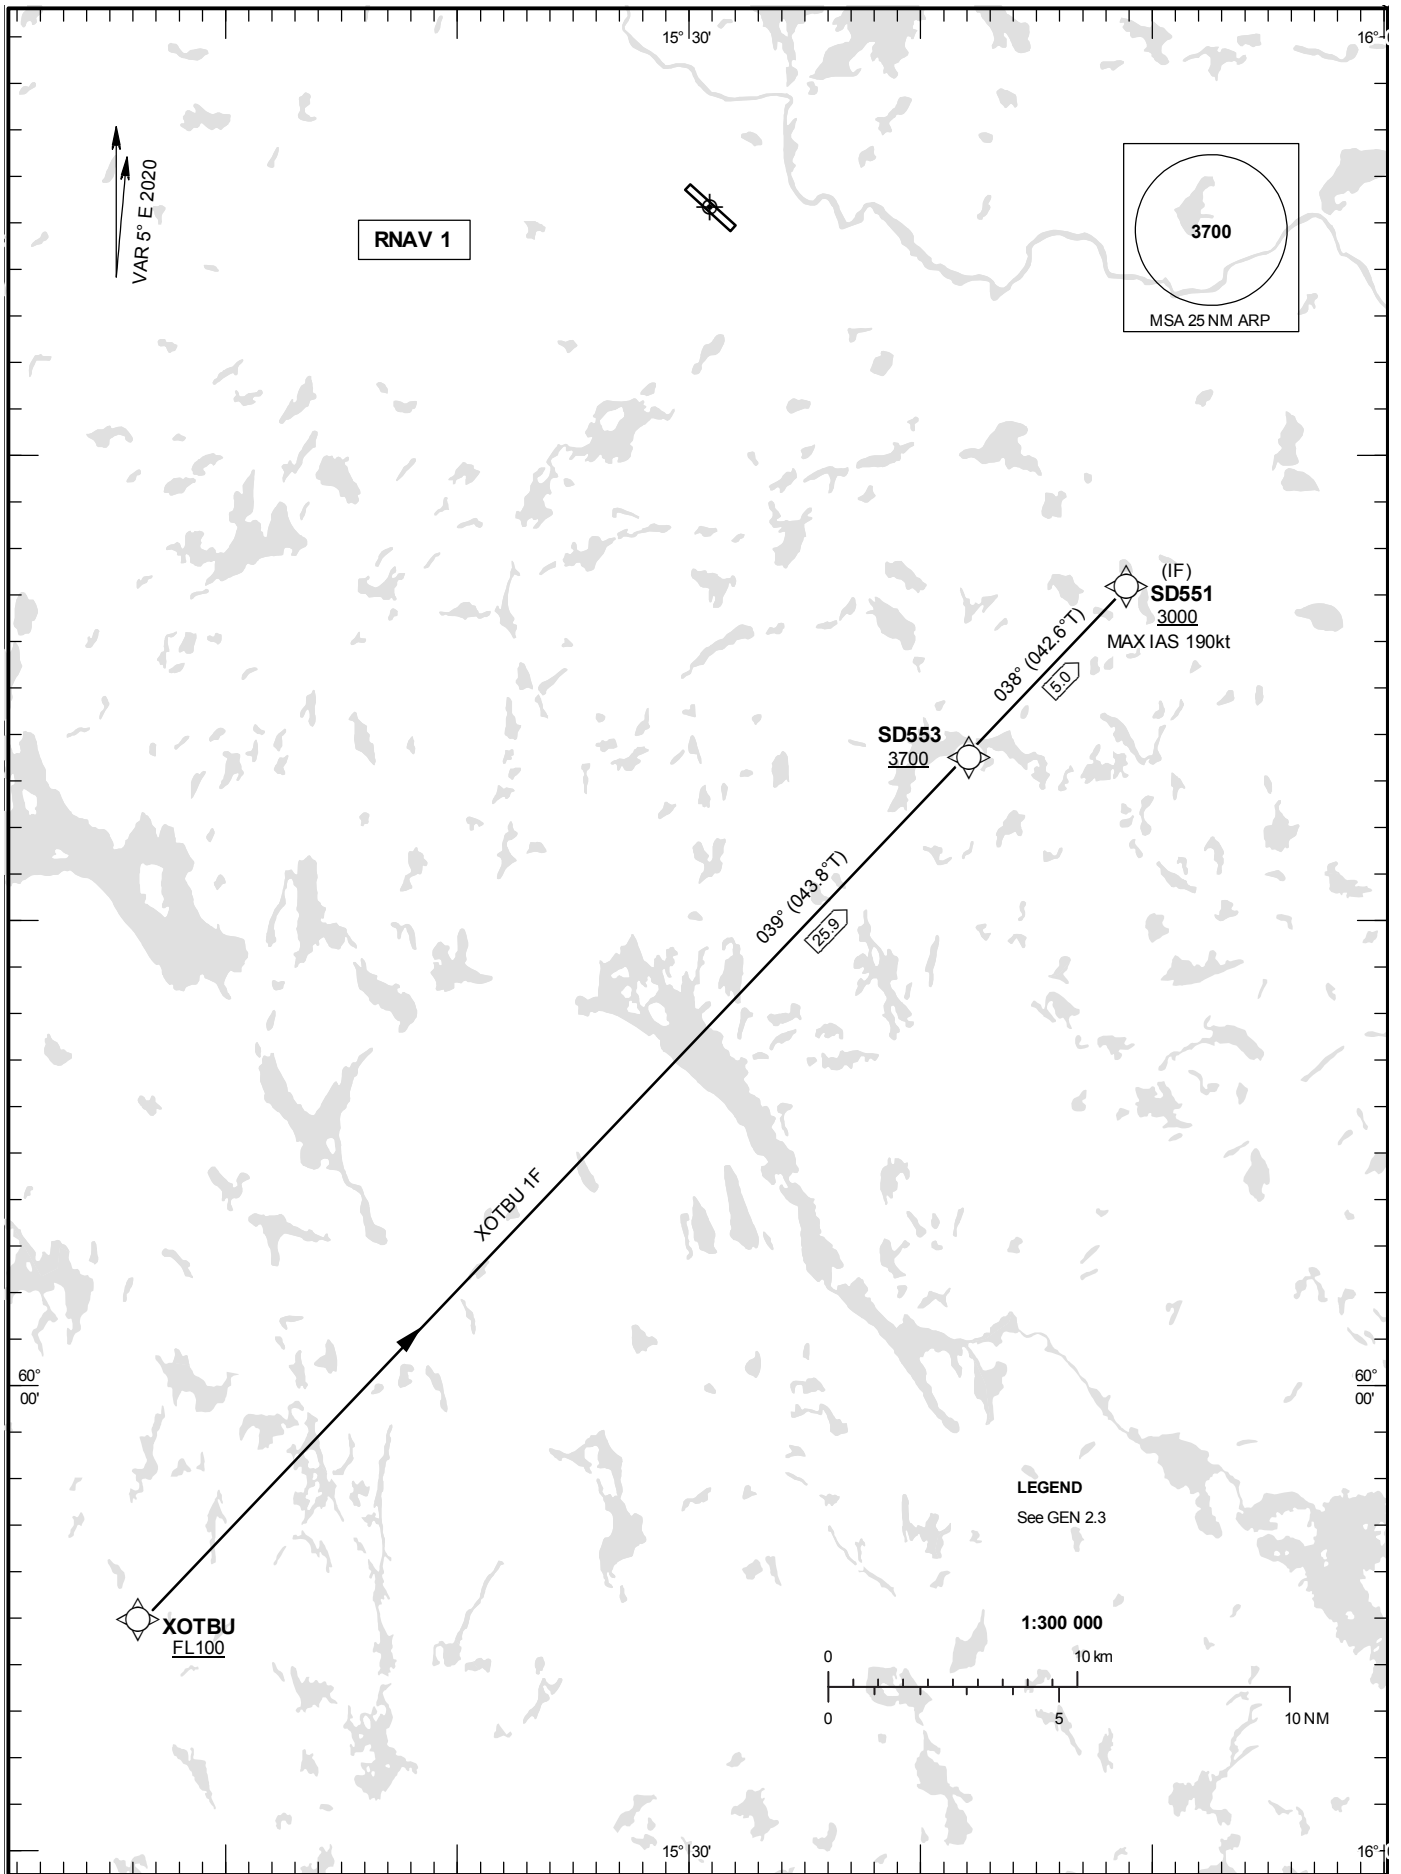 15° 30'
16°
VAR 5° E 2020
RNAV 1
3700
MSA 25 NM ARP
(IF)
SD551
3000
MAX IAS 190kt
038° (042.6°T)
5.0
SD553
3700
039° (043.8°T)
25.9
XOTBU 1F
60°
00'
60°
00'
LEGEND
See GEN 2.3
XOTBU
FL100
1:300 000
0
10 km
0
5
10 NM
15° 30'
16°